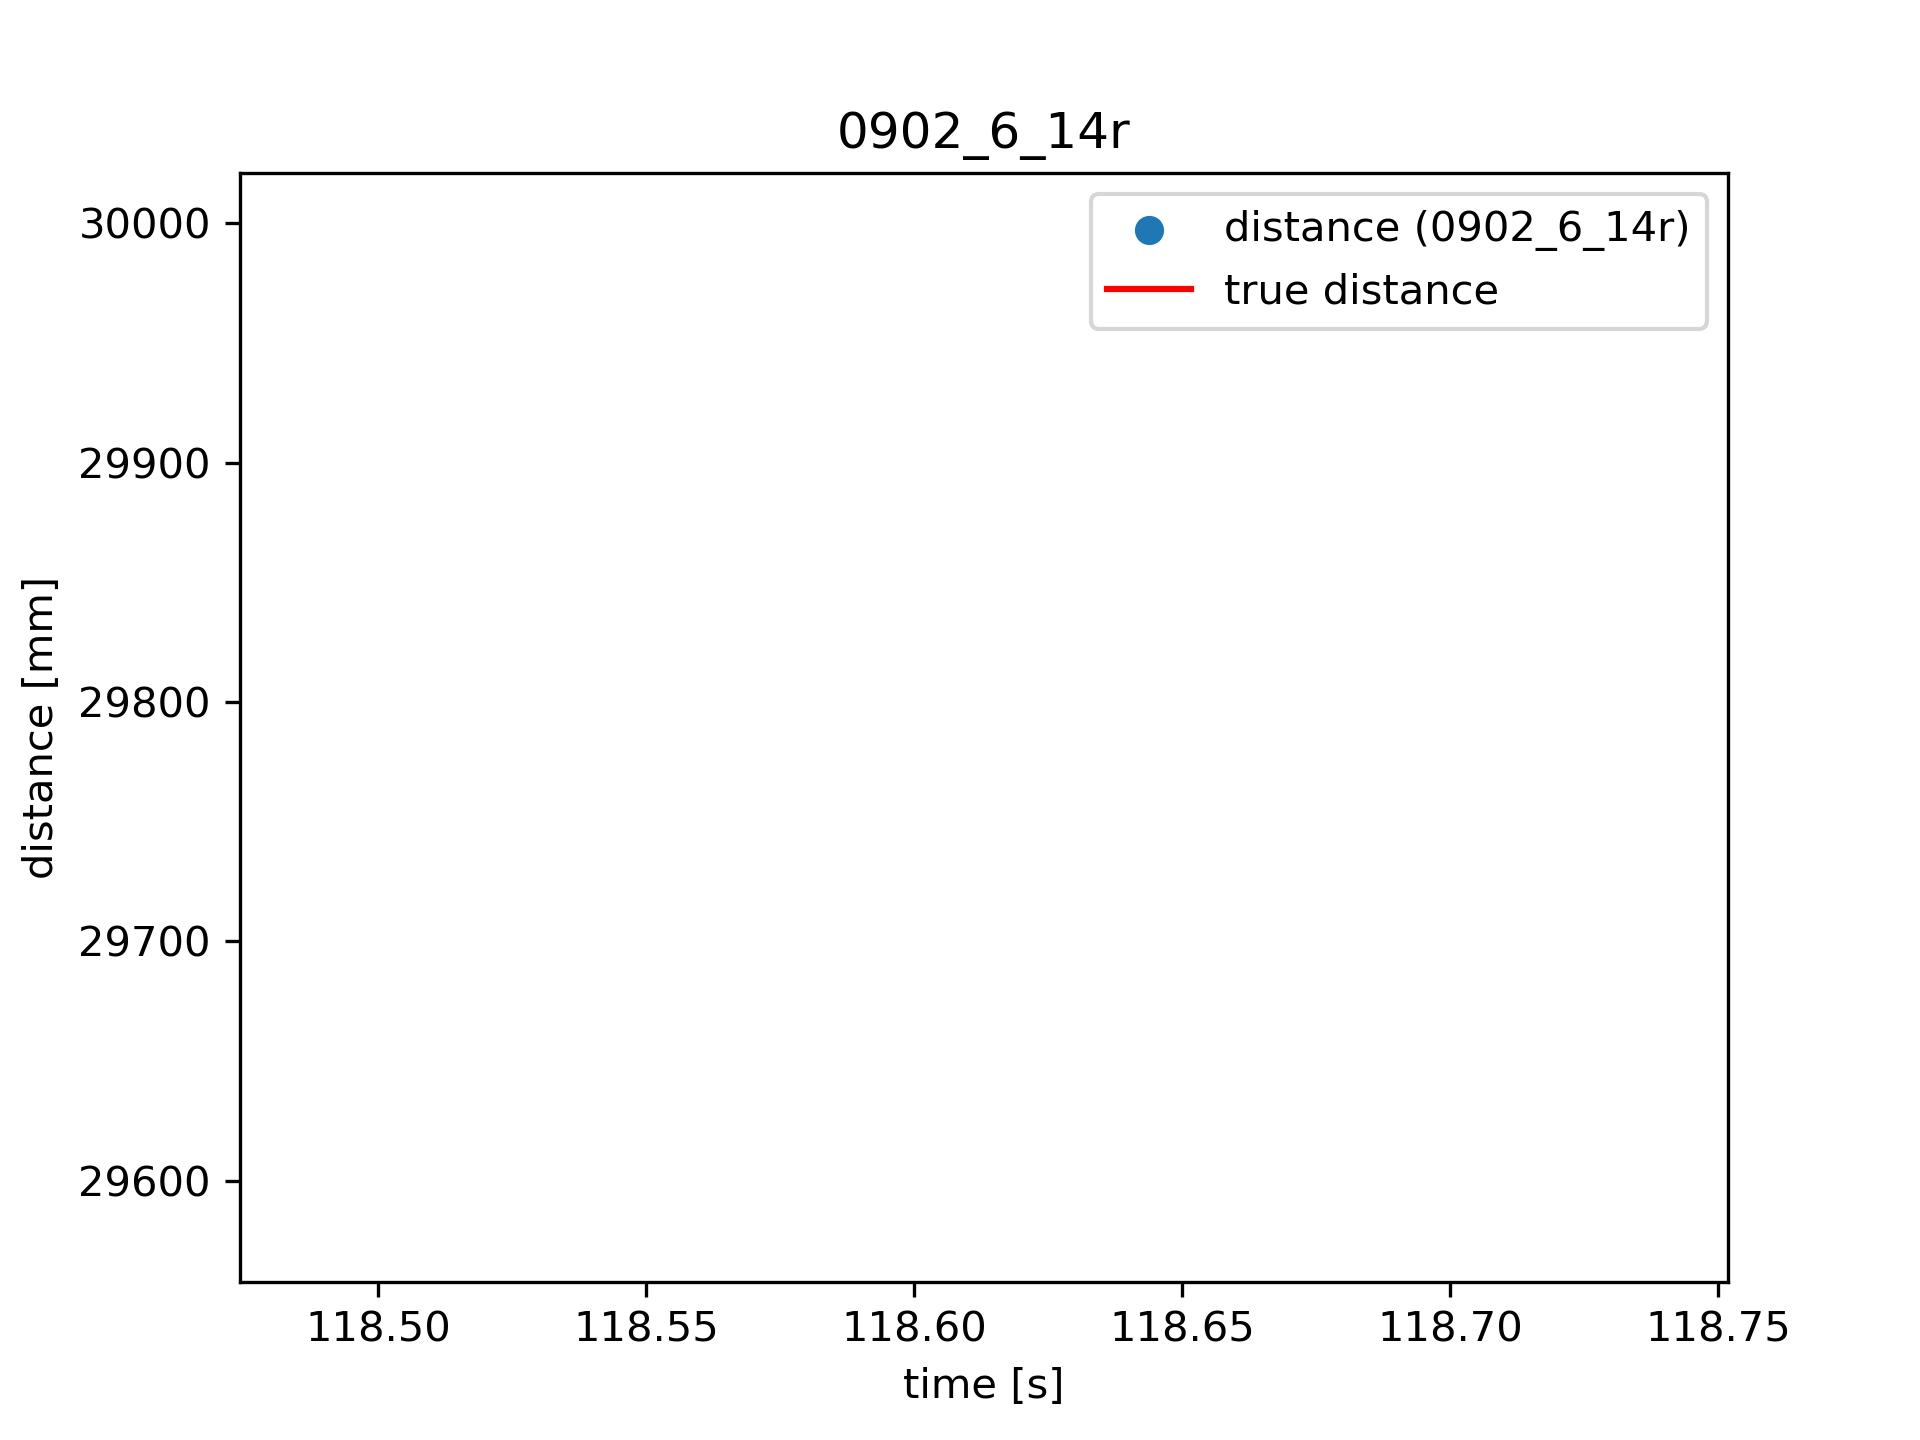 0902_6_14r
distance (0902_6_14r)
true distance
30000
29900
29800
29700
29600
distance [mm]
118.50 118.55 118.60 118.65 118.70 118.75
time [s]